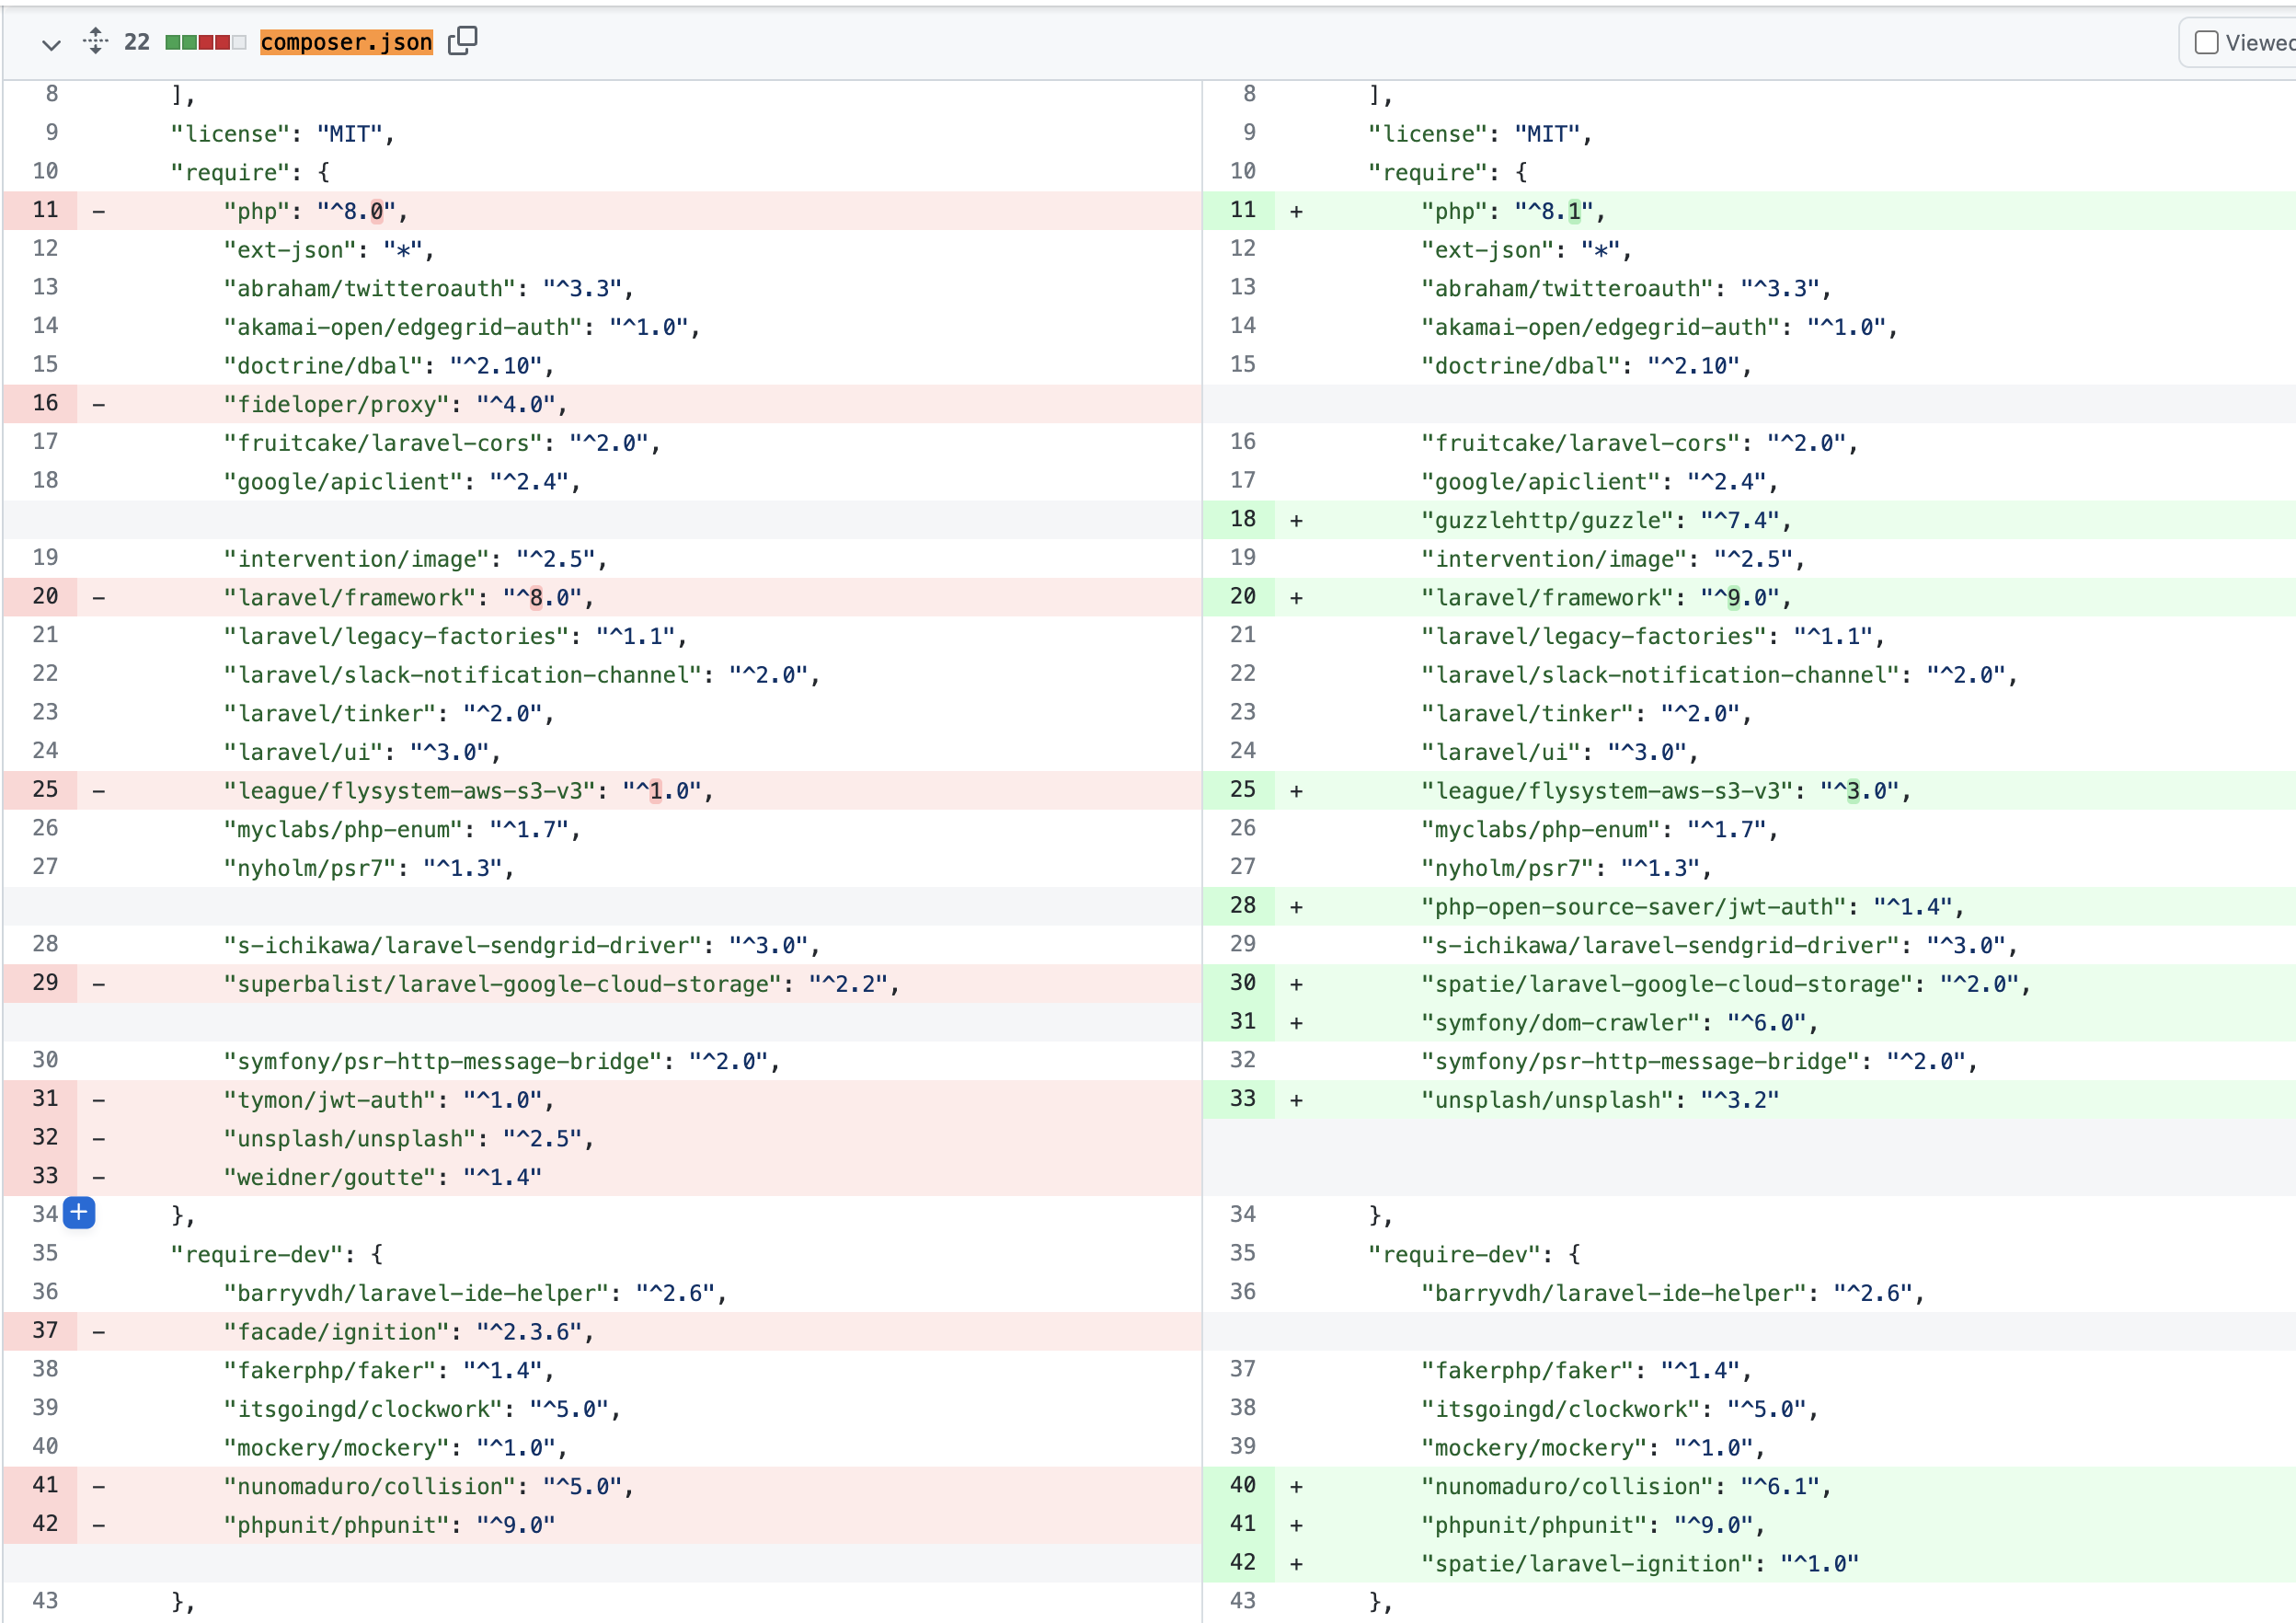 22 composer.json Viewed
8 ],
9 "license": "MIT",
10 "require": {
11 - "php": "^8.0",
12 "ext-json": "*",
13 "abraham/twitteroauth": "^3.3",
14 "akamai-open/edgegrid-auth": "^1.0",
15 "doctrine/dbal": "^2.10",
16 - "fideloper/proxy": "^4.0",
17 "fruitcake/laravel-cors": "^2.0",
18 "google/apiclient": "^2.4",
19 "intervention/image": "^2.5",
20 - "laravel/framework": "^8.0",
21 "laravel/legacy-factories": "^1.1",
22 "laravel/slack-notification-channel": "^2.0",
23 "laravel/tinker": "^2.0",
24 "laravel/ui": "^3.0",
25 - "league/flysystem-aws-s3-v3": "^1.0",
26 "myclabs/php-enum": "^1.7",
27 "nyholm/psr7": "^1.3",
28 "s-ichikawa/laravel-sendgrid-driver": "^3.0",
29 - "superbalist/laravel-google-cloud-storage": "^2.2",
30 "symfony/psr-http-message-bridge": "^2.0",
31 - "tymon/jwt-auth": "^1.0",
32 - "unsplash/unsplash": "^2.5",
33 - "weidner/goutte": "^1.4"
34 + },
35 "require-dev": {
36 "barryvdh/laravel-ide-helper": "^2.6",
37 - "facade/ignition": "^2.3.6",
38 "fakerphp/faker": "^1.4",
39 "itsgoingd/clockwork": "^5.0",
40 "mockery/mockery": "^1.0",
41 - "nunomaduro/collision": "^5.0",
42 - "phpunit/phpunit": "^9.0"
43 },
8 ],
9 "license": "MIT",
10 "require": {
11 + "php": "^8.1",
12 "ext-json": "*",
13 "abraham/twitteroauth": "^3.3",
14 "akamai-open/edgegrid-auth": "^1.0",
15 "doctrine/dbal": "^2.10",
16 "fruitcake/laravel-cors": "^2.0",
17 "google/apiclient": "^2.4",
18 + "guzzlehttp/guzzle": "^7.4",
19 "intervention/image": "^2.5",
20 + "laravel/framework": "^9.0",
21 "laravel/legacy-factories": "^1.1",
22 "laravel/slack-notification-channel": "^2.0",
23 "laravel/tinker": "^2.0",
24 "laravel/ui": "^3.0",
25 + "league/flysystem-aws-s3-v3": "^3.0",
26 "myclabs/php-enum": "^1.7",
27 "nyholm/psr7": "^1.3",
28 + "php-open-source-saver/jwt-auth": "^1.4",
29 "s-ichikawa/laravel-sendgrid-driver": "^3.0",
30 + "spatie/laravel-google-cloud-storage": "^2.0",
31 + "symfony/dom-crawler": "^6.0",
32 "symfony/psr-http-message-bridge": "^2.0",
33 + "unsplash/unsplash": "^3.2"
34 },
35 "require-dev": {
36 "barryvdh/laravel-ide-helper": "^2.6",
37 "fakerphp/faker": "^1.4",
38 "itsgoingd/clockwork": "^5.0",
39 "mockery/mockery": "^1.0",
40 + "nunomaduro/collision": "^6.1",
41 + "phpunit/phpunit": "^9.0",
42 + "spatie/laravel-ignition": "^1.0"
43 },